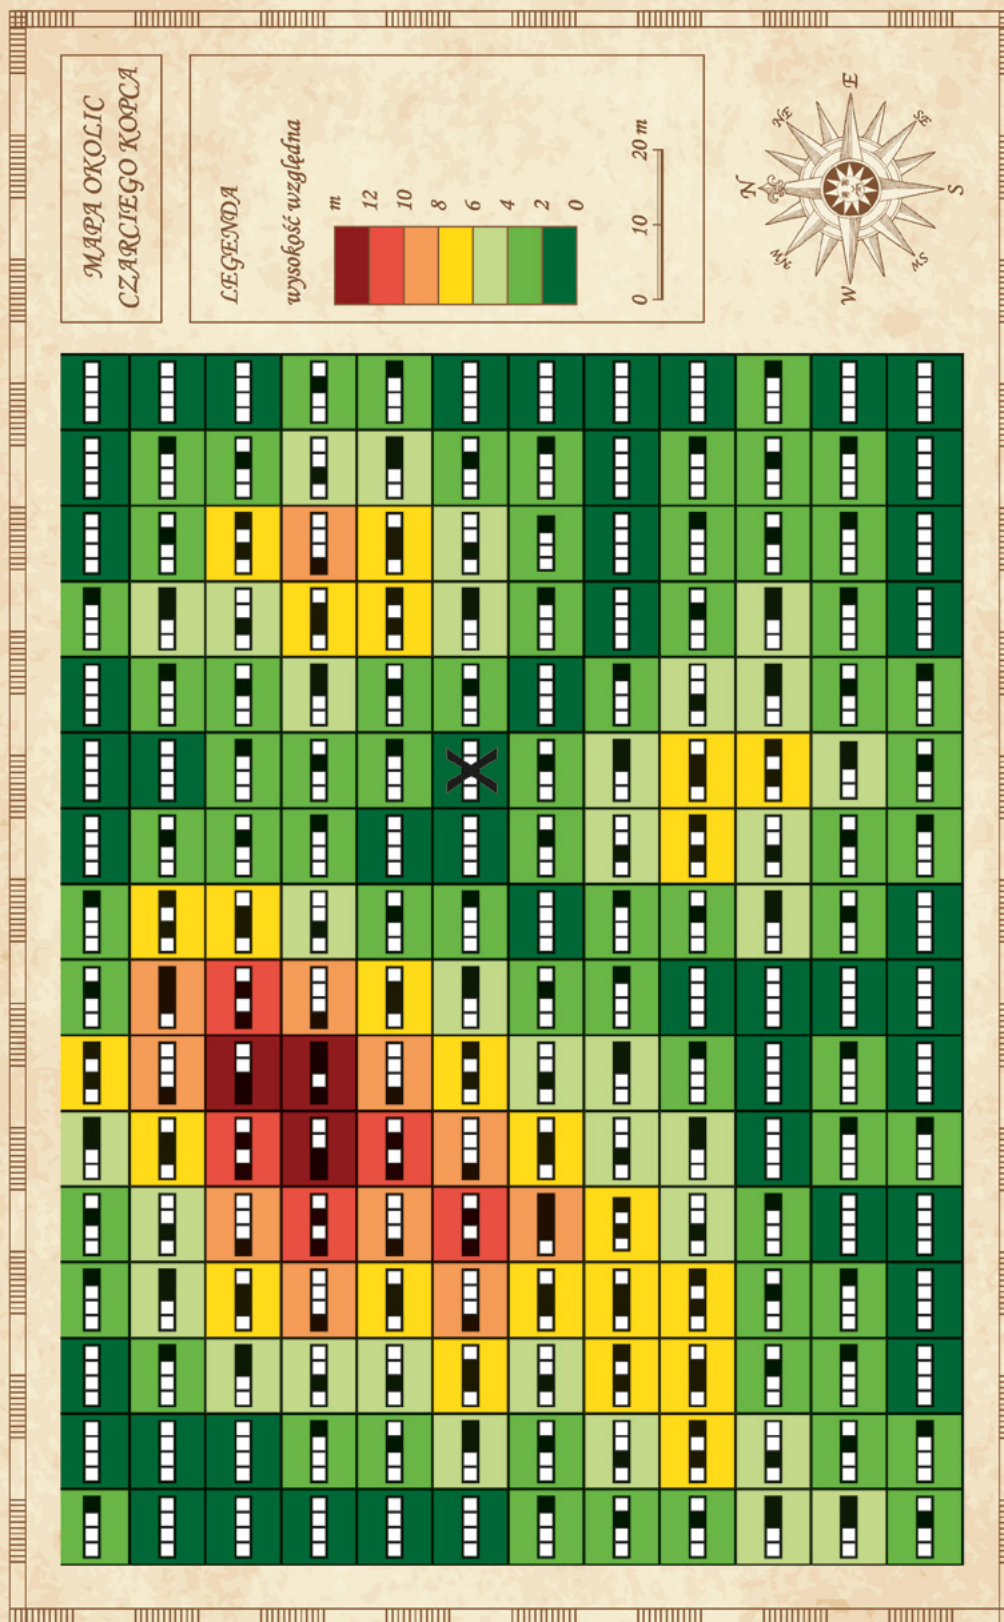 MAPA OKOLIC
CZARCIEGO KOPCA
LEGENDA
wysokość względna
m
12
10
8
6
4
2
0
0 10 20 m
N
NE
E
SE
S
SW
W
NW